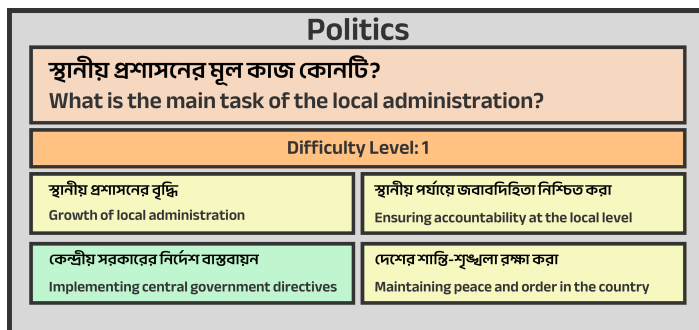 Politics
স্থানীয় প্রশাসনের মূল কাজ কোনটি?
What is the main task of the local administration?
Difficulty Level: 1
স্থানীয় প্রশাসনের বৃদ্ধি
Growth of local administration
স্থানীয় পর্যায়ে জবাবদিহিতা নিশ্চিত করা
Ensuring accountability at the local level
কেন্দ্রীয় সরকারের নির্দেশ বাস্তবায়ন
Implementing central government directives
দেশের শান্তি-শৃঙ্খলা রক্ষা করা
Maintaining peace and order in the country